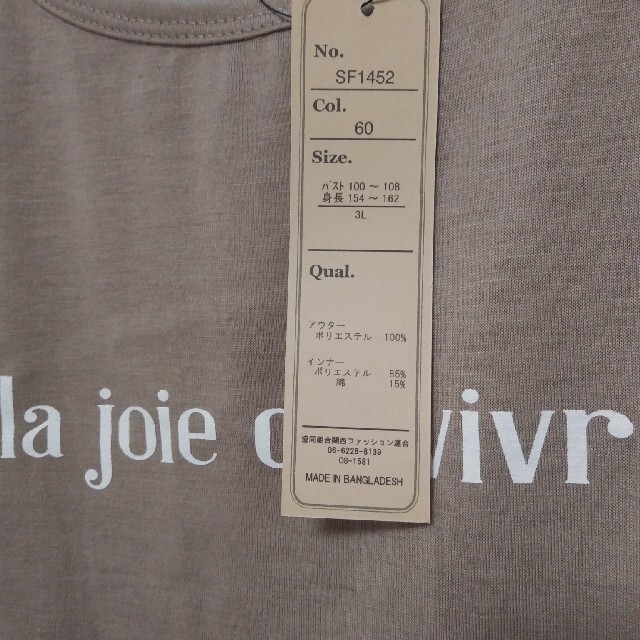 No.
SF1452
Col.
60
Size.
バスト 100 ～ 108
身長 154 ～ 162
3L
Qual.
アウター
ポリエステル 100%
インナー
ポリエステル 85%
綿 15%
協同組合関西ファッション連合
06-6228-8139
CS-1581
MADE IN BANGLADESH
la joie
vivr